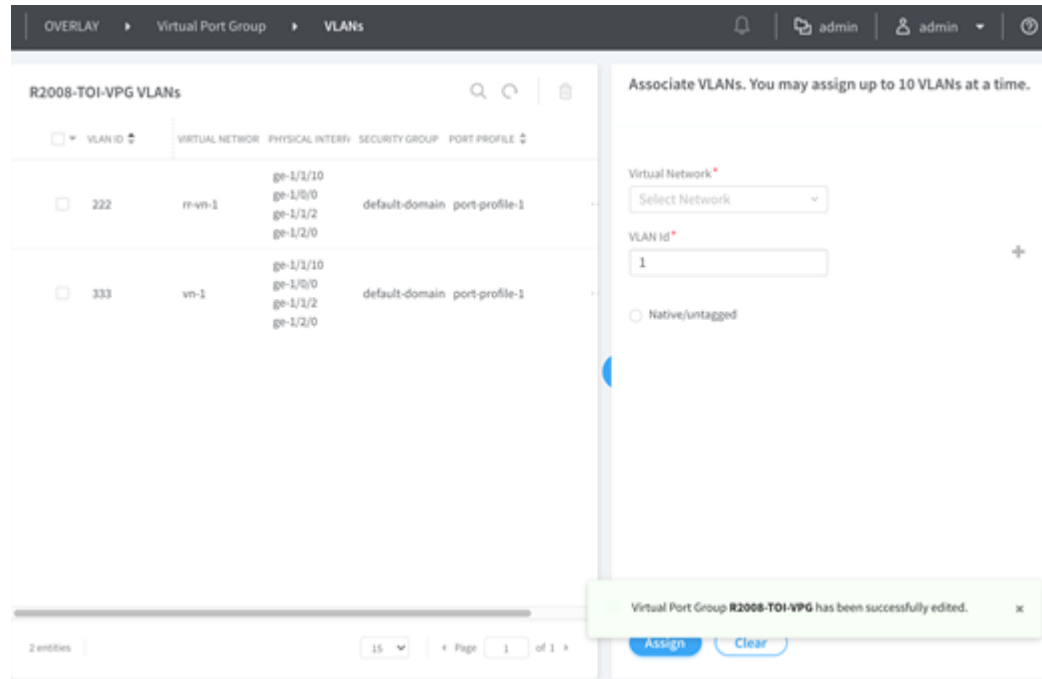 OVERLAY ▸ Virtual Port Group ▸ VLANs
admin
admin
R2008-TOI-VPG VLANs
VLAN ID VIRTUAL NETWOR PHYSICAL INTERF SECURITY GROUP PORT PROFILE
222 rr-vn-1 ge-1/1/10 default-domain port-profile-1
ge-1/0/0
ge-1/1/2
ge-1/2/0
333 vn-1 ge-1/1/10 default-domain port-profile-1
ge-1/0/0
ge-1/1/2
ge-1/2/0
2 entities
15
Page 1 of 1
Associate VLANs. You may assign up to 10 VLANs at a time.
Virtual Network*
Select Network
VLAN Id*
1
Native/untagged
Virtual Port Group R2008-TOI-VPG has been successfully edited.
Assign Clear